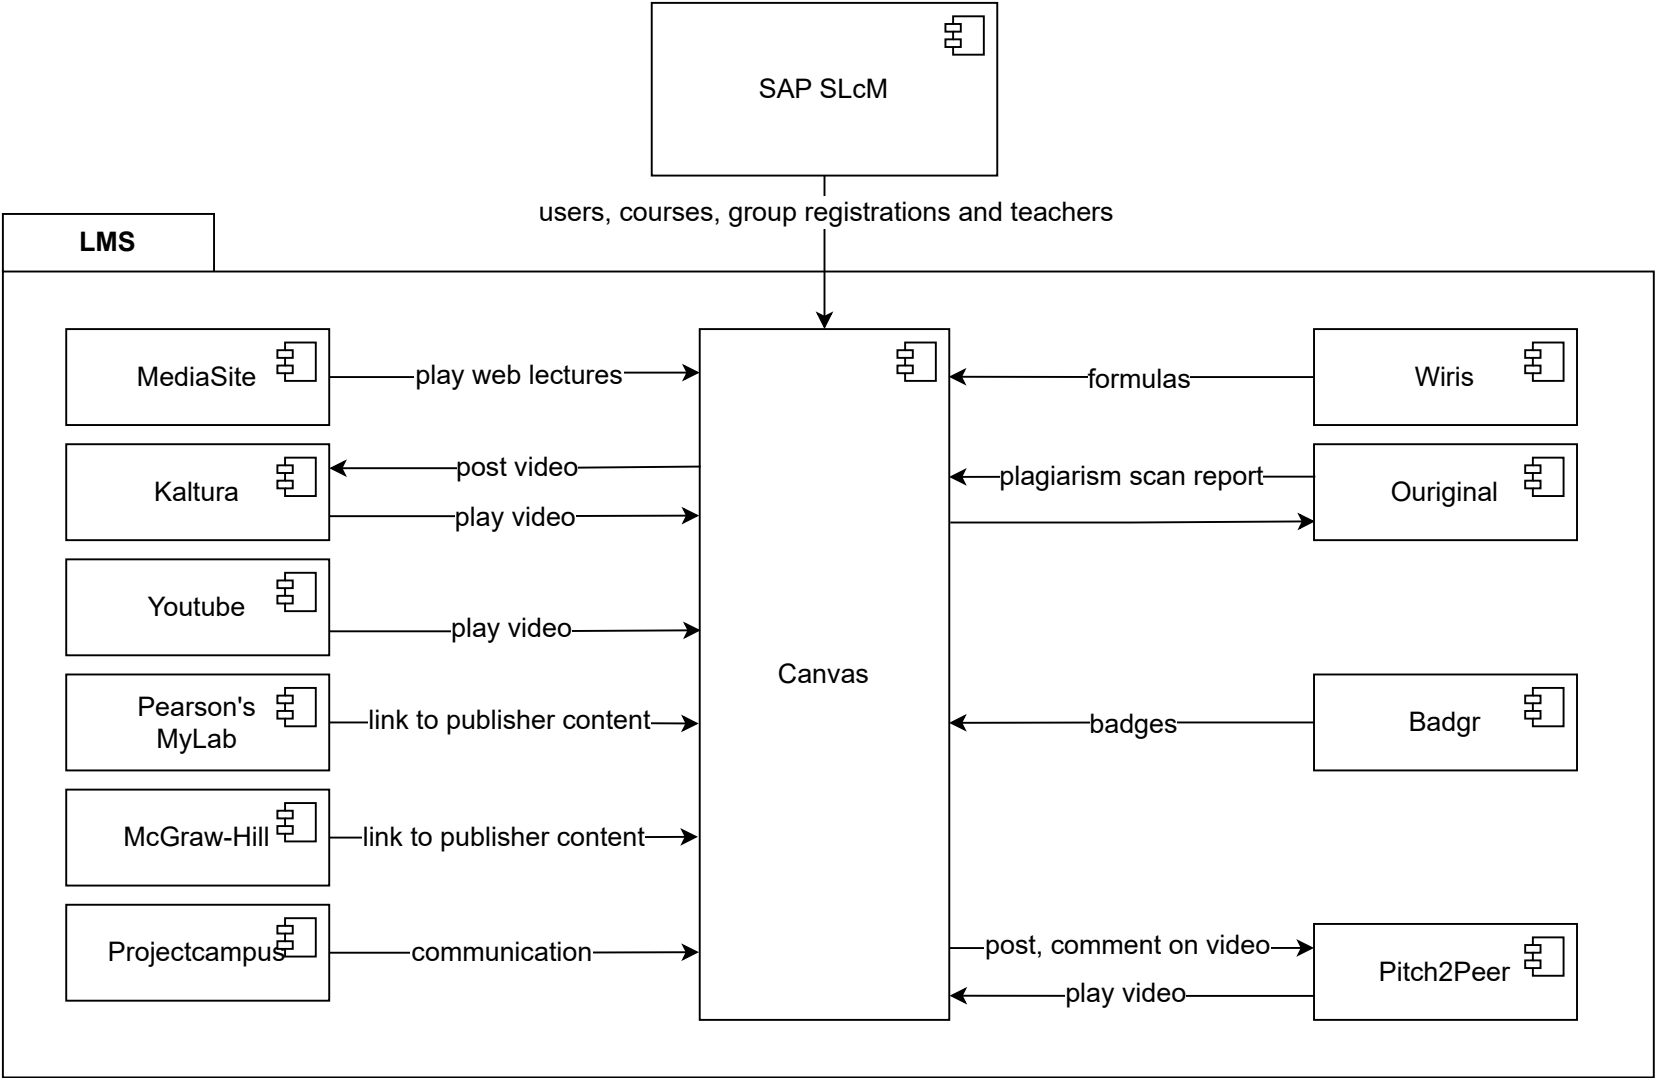 SAP SLcM
users, courses, group registrations and teachers
LMS
MediaSite
play web lectures
formulas
Wiris
Kaltura
post video
play video
plagiarism scan report
Ouriginal
Youtube
play video
Canvas
Pearson's
MyLab
link to publisher content
badges
Badgr
McGraw-Hill
link to publisher content
Projectcampus
communication
post, comment on video
play video
Pitch2Peer